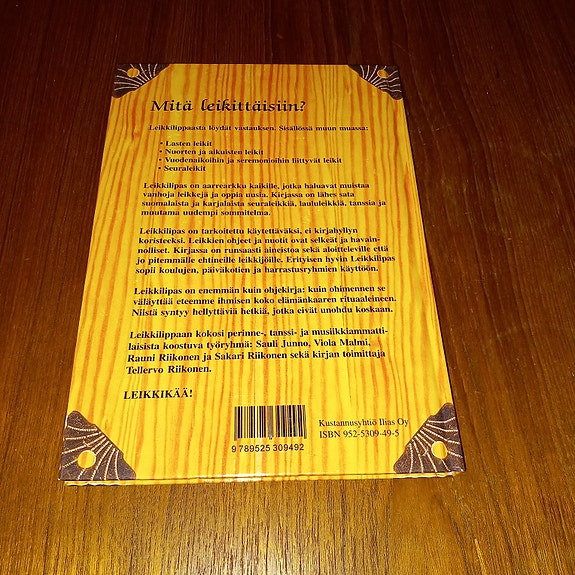 Mitä leikittäisiin?
Leikkilippaasta löydät vastauksen. Sisällössä muun muassa:
• Lasten leikit
• Nuorten ja aikuisten leikit
• Vuodenaikoihin ja seremonioihin liittyvät leikit
• Seuraleikit
Leikkilipas on aarrearkku kaikille, jotka haluavat muistaa
vanhoja leikkejä ja oppia uusia. Kirjassa on lähes sata
suomalaista ja karjalaista seuraleikkiä, laululeikkiä, tanssia ja
muutama uudempi sommitelma.
Leikkilipas on tarkoitettu käytettäväksi, ei kirjahyllyn
koristeeksi. Leikkien ohjeet ja nuotit ovat selkeät ja havain-
nolliset. Kirjassa on runsaasti aineistoa sekä aloitteleville että
jo pitemmälle ehtineille leikkijöille. Erityisen hyvin Leikkilipas
sopii koulujen, päiväkotien ja harrastusryhmien käyttöön.
Leikkilipas on enemmän kuin ohjekirja: kuin ohimennen se
väläyttää eteemme ihmisen koko elämänkaaren rituaaleineen.
Niistä syntyy hellyttäviä hetkiä, jotka eivät unohdu koskaan.
Leikkilippaan kokosi perinne-, tanssi- ja musiikkiammatti-
laisista koostuva työryhmä: Sauli Junno, Viola Malmi,
Rauni Riikonen ja Sakari Riikonen sekä kirjan toimittaja
Tellervo Riikonen.
LEIKKIKÄÄ!
Kustannusyhtiö Ilias Oy
ISBN 952-5309-49-5
9 789525 309492